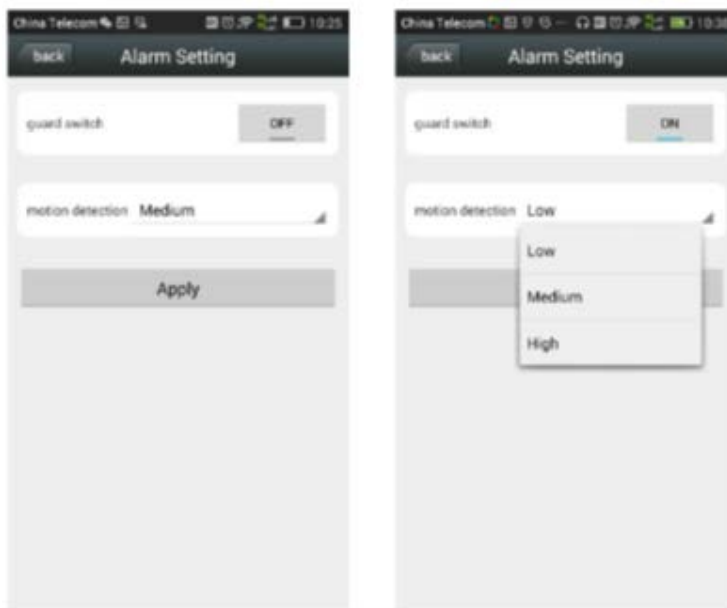 China Telecom 10:25
back Alarm Setting
guard switch OFF
motion detection Medium
Apply
China Telecom
back Alarm Setting
guard switch ON
motion detection Low
Low
Medium
High